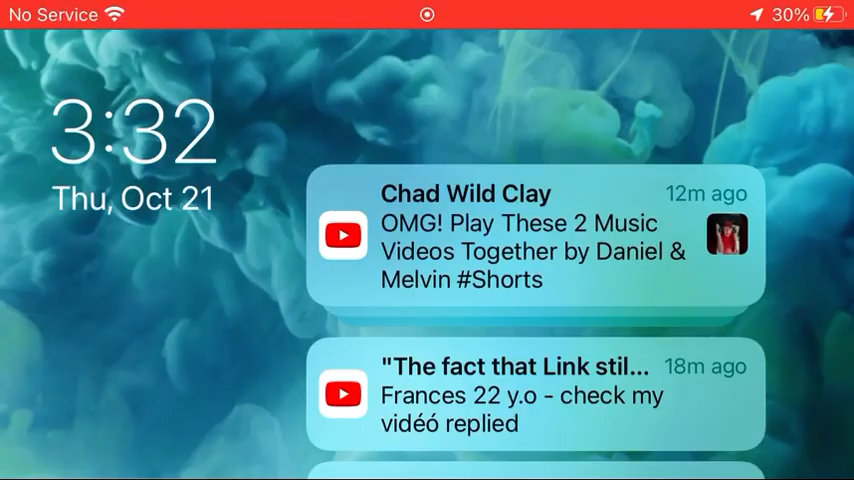 No Service
30%
3:32
Thu, Oct 21
Chad Wild Clay
12m ago
OMG! Play These 2 Music
Videos Together by Daniel &
Melvin #Shorts
"The fact that Link stil...
18m ago
Frances 22 y.o - check my
vidéó replied